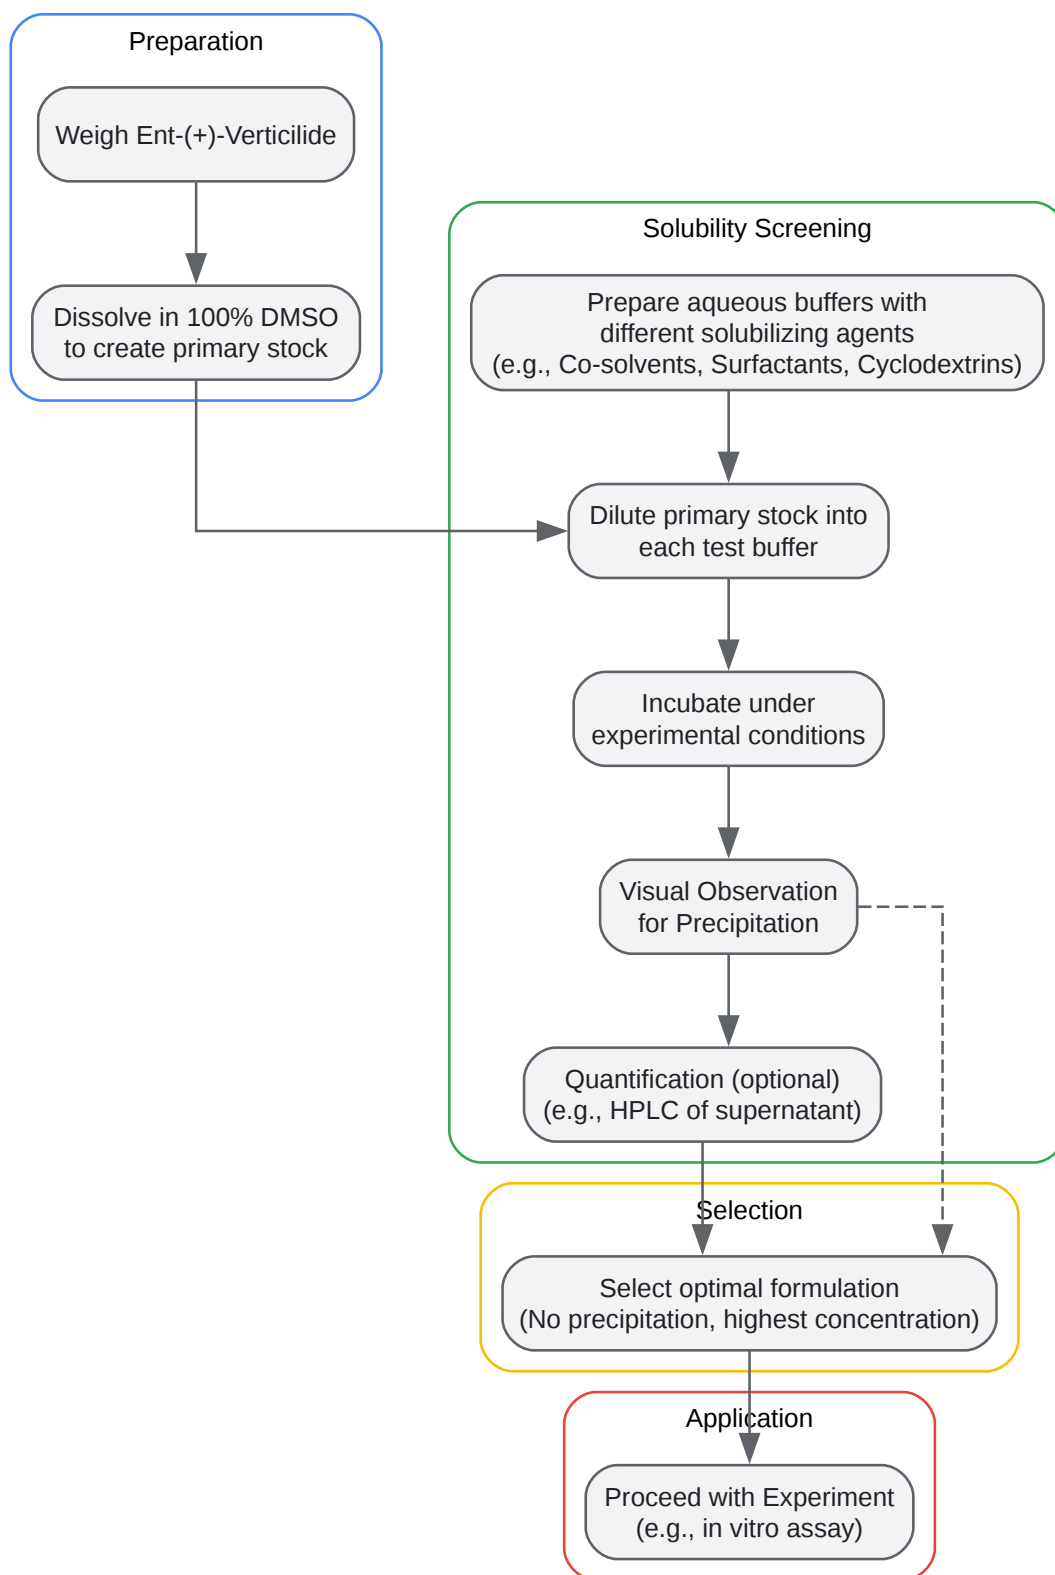 Preparation
Weigh Ent-(+)-Verticilide
Dissolve in 100% DMSO
to create primary stock
Solubility Screening
Prepare aqueous buffers with
different solubilizing agents
(e.g., Co-solvents, Surfactants, Cyclodextrins)
Dilute primary stock into
each test buffer
Incubate under
experimental conditions
Visual Observation
for Precipitation
Quantification (optional)
(e.g., HPLC of supernatant)
Selection
Select optimal formulation
(No precipitation, highest concentration)
Application
Proceed with Experiment
(e.g., in vitro assay)